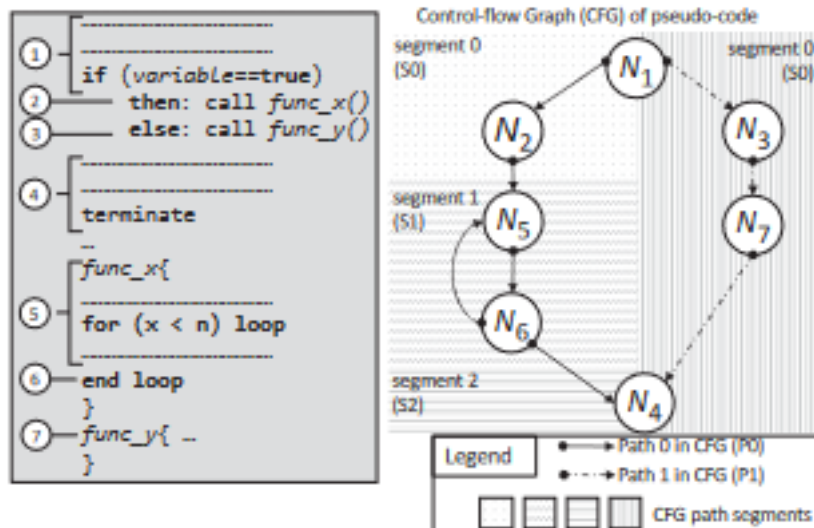 1
if (variable==true)
2
then: call func_x()
3
else: call func_y()
4
terminate
…
func_x{
5
for (x < n) loop
6
end loop
}
7
func_y{ …
}
Control-flow Graph (CFG) of pseudo-code
segment 0
(S0)
N1
segment 0
(S0)
N2
N3
segment 1
(S1)
N5
N7
N6
segment 2
(S2)
N4
Legend
Path 0 in CFG (P0)
Path 1 in CFG (P1)
CFG path segments